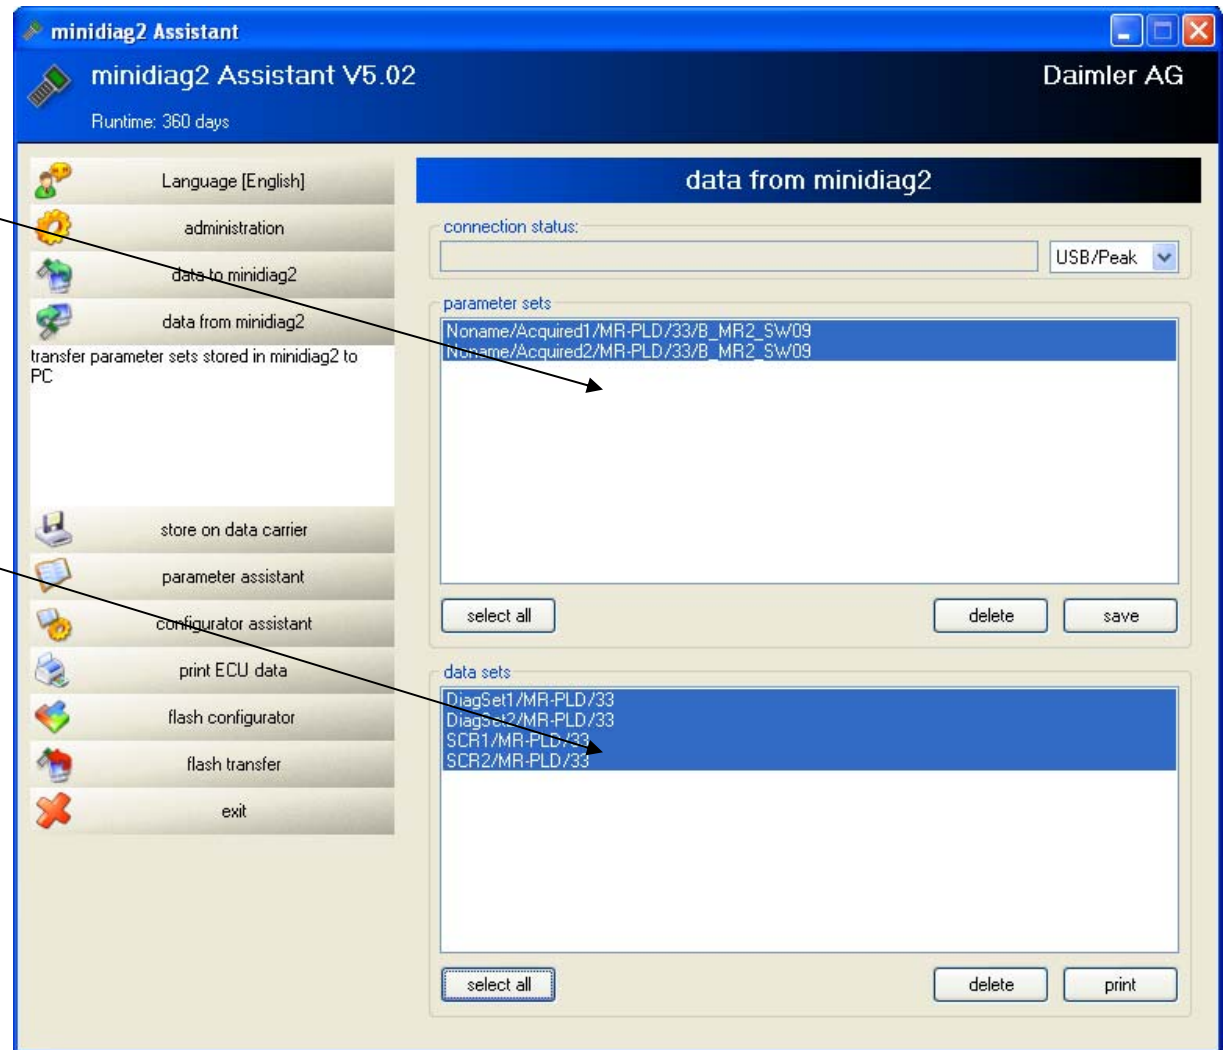 minidiag2 Assistant
minidiag2 Assistant V5.02
Daimler AG
Runtime: 360 days
Language [English]
administration
data to minidiag2
data from minidiag2
transfer parameter sets stored in minidiag2 to
PC
store on data carrier
parameter assistant
configurator assistant
print ECU data
flash configurator
flash transfer
exit
data from minidiag2
connection status:
USB/Peak
parameter sets
Noname/Acquired1/MR-PLD/33/B_MR2_SW09
Noname/Acquired2/MR-PLD/33/B_MR2_SW09
select all
delete
save
data sets
DiagSet1/MR-PLD/33
DiagSet2/MR-PLD/33
SCR1/MR-PLD/33
SCR2/MR-PLD/33
select all
delete
print